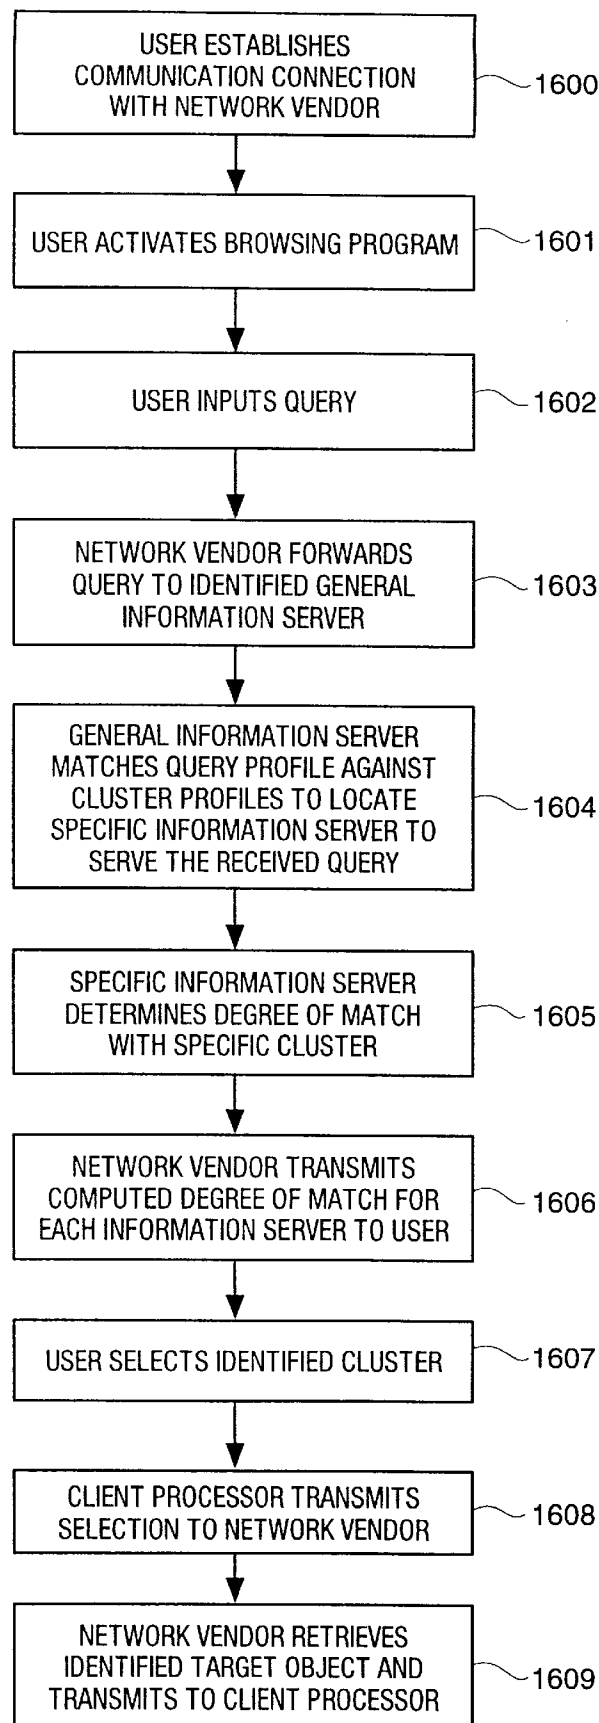 USER ESTABLISHES
COMMUNICATION CONNECTION
WITH NETWORK VENDOR
1600
USER ACTIVATES BROWSING PROGRAM
1601
USER INPUTS QUERY
1602
NETWORK VENDOR FORWARDS
QUERY TO IDENTIFIED GENERAL
INFORMATION SERVER
1603
GENERAL INFORMATION SERVER
MATCHES QUERY PROFILE AGAINST
CLUSTER PROFILES TO LOCATE
SPECIFIC INFORMATION SERVER TO
SERVE THE RECEIVED QUERY
1604
SPECIFIC INFORMATION SERVER
DETERMINES DEGREE OF MATCH
WITH SPECIFIC CLUSTER
1605
NETWORK VENDOR TRANSMITS
COMPUTED DEGREE OF MATCH FOR
EACH INFORMATION SERVER TO USER
1606
USER SELECTS IDENTIFIED CLUSTER
1607
CLIENT PROCESSOR TRANSMITS
SELECTION TO NETWORK VENDOR
1608
NETWORK VENDOR RETRIEVES
IDENTIFIED TARGET OBJECT AND
TRANSMITS TO CLIENT PROCESSOR
1609